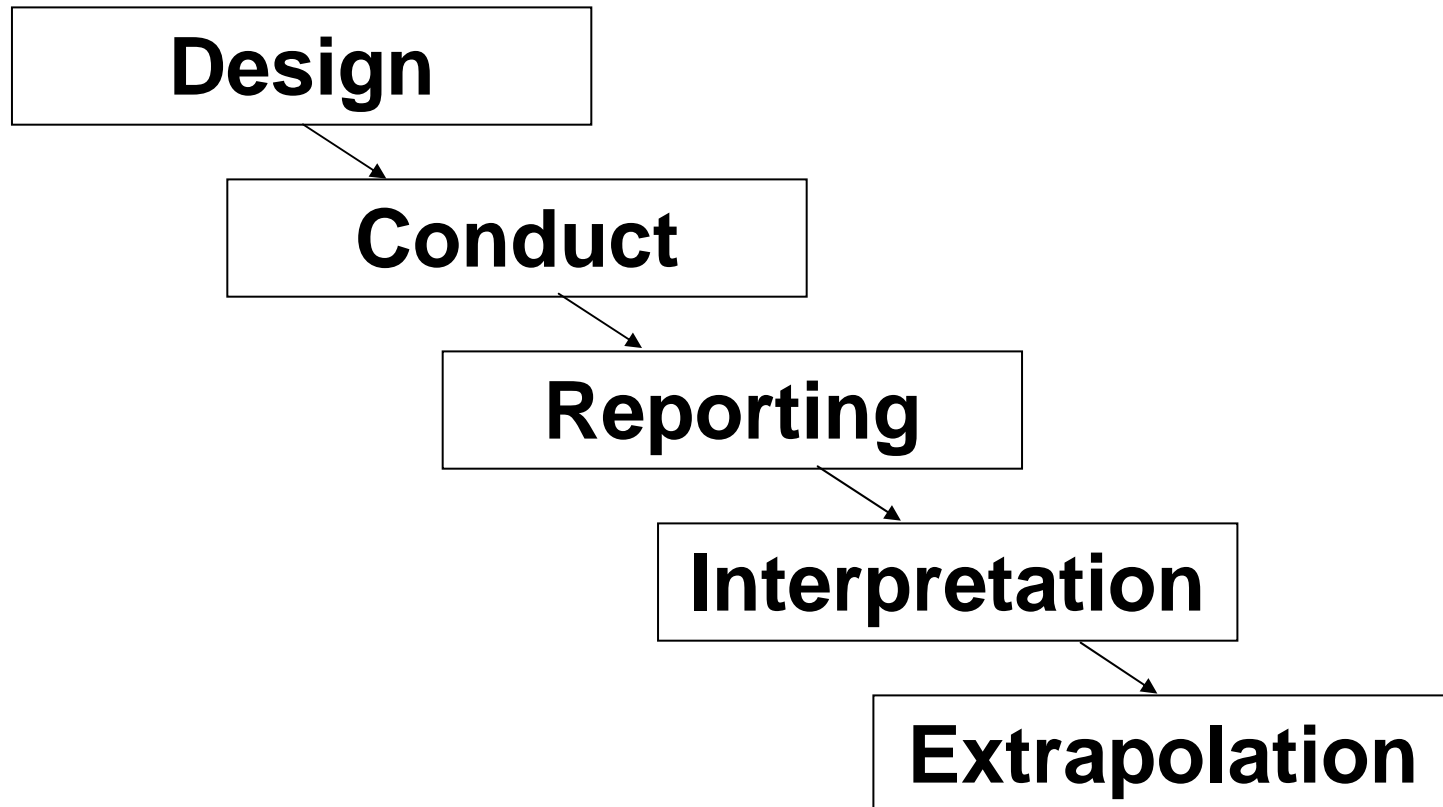 Design
Conduct
Reporting
Interpretation
Extrapolation